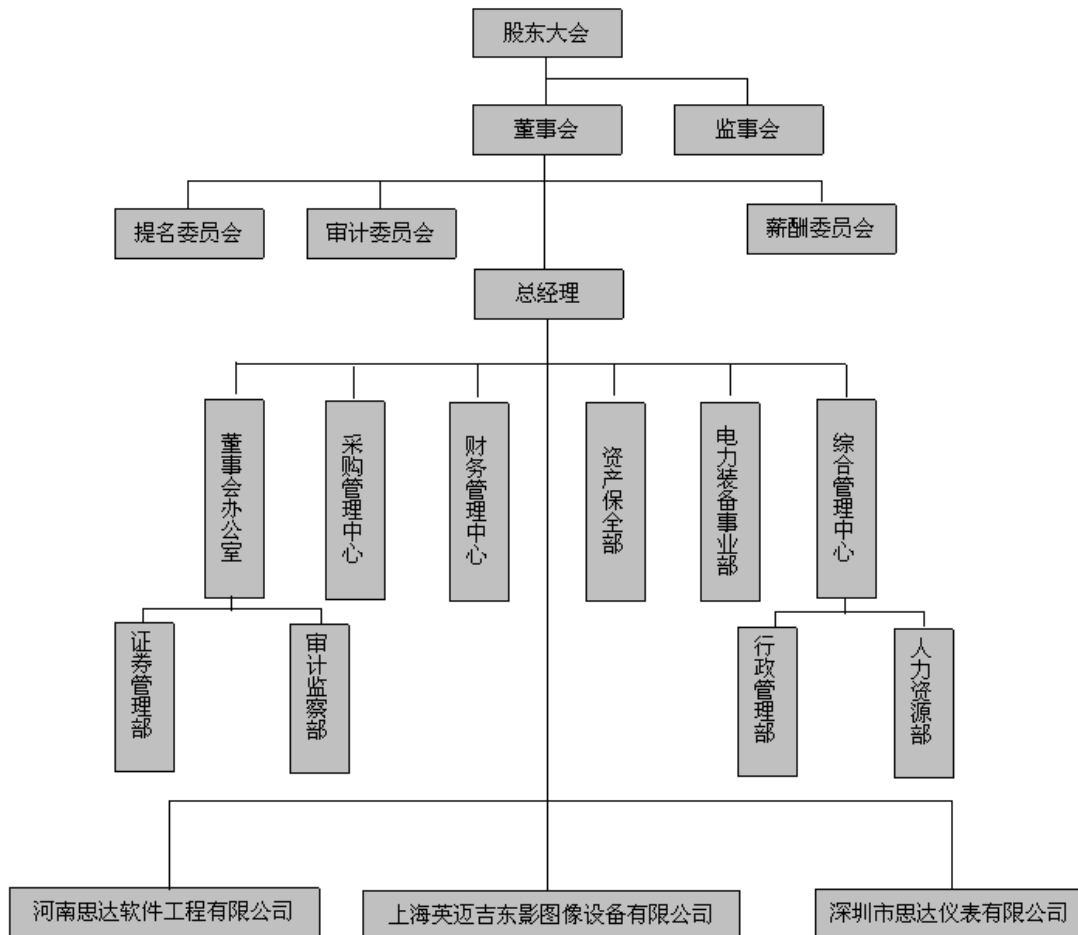 股东大会
董事会
监事会
提名委员会
审计委员会
薪酬委员会
总经理
董事会办公室
采购管理中心
财务管理中心
资产保全部
电力装备事业部
综合管理中心
证券管理部
审计监察部
行政管理部
人力资源部
河南思达软件工程有限公司
上海英迈吉东影图像设备有限公司
深圳市思达仪表有限公司